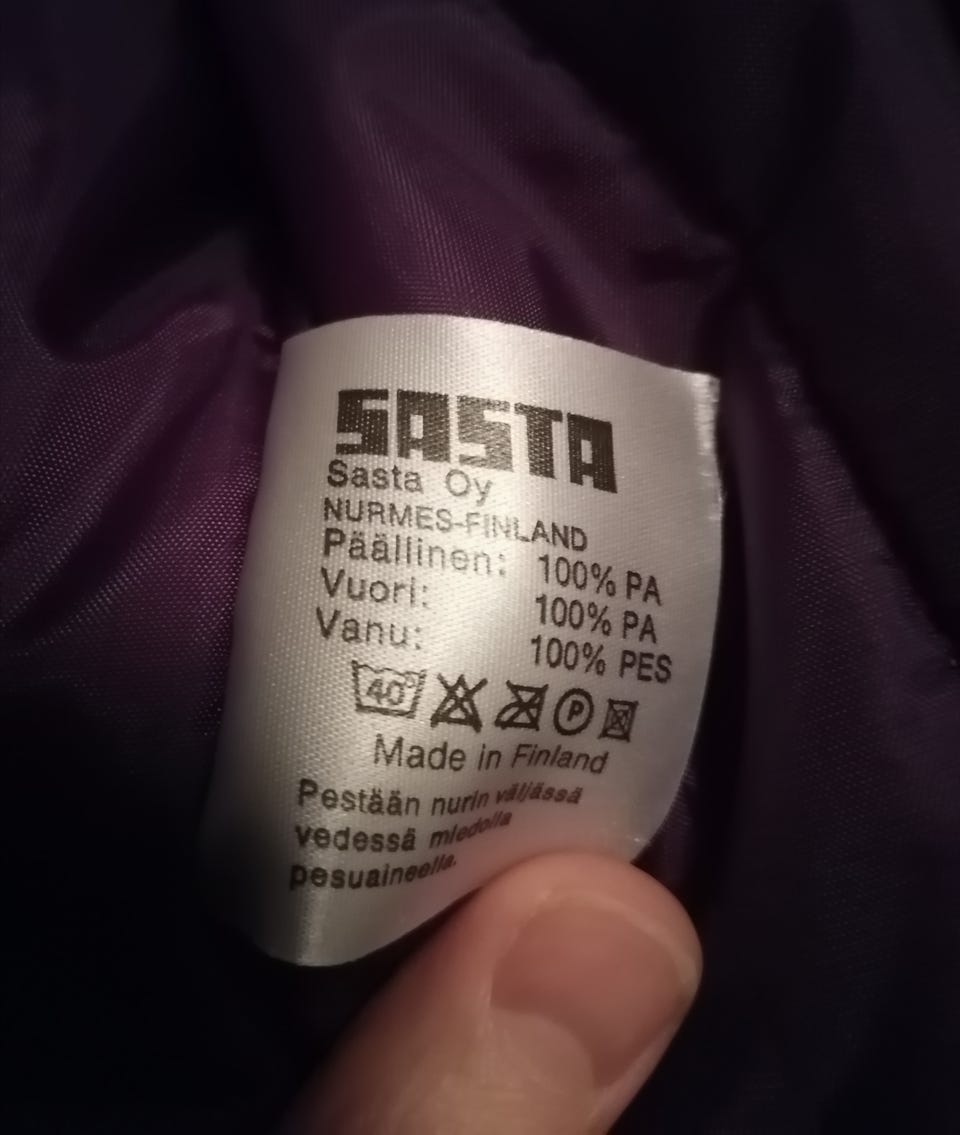 SASTA
Sasta Oy
NURMES-FINLAND
Päällinen: 100% PA
Vuori: 100% PA
Vanu: 100% PES
40° P
Made in Finland
Pestään nurin väljässä
vedessä miedolla
pesuaineella.